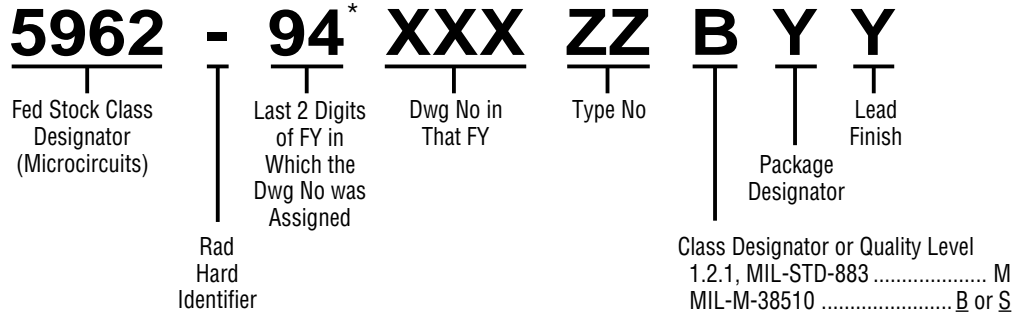 5962 - 94* XXX ZZ B Y Y
Fed Stock Class
Designator
(Microcircuits)
Rad
Hard
Identifier
Last 2 Digits
of FY in
Which the
Dwg No was
Assigned
Dwg No in
That FY
Type No
Class Designator or Quality Level
1.2.1, MIL-STD-883 ................... M
MIL-M-38510 ...................... B or S
Package
Designator
Lead
Finish